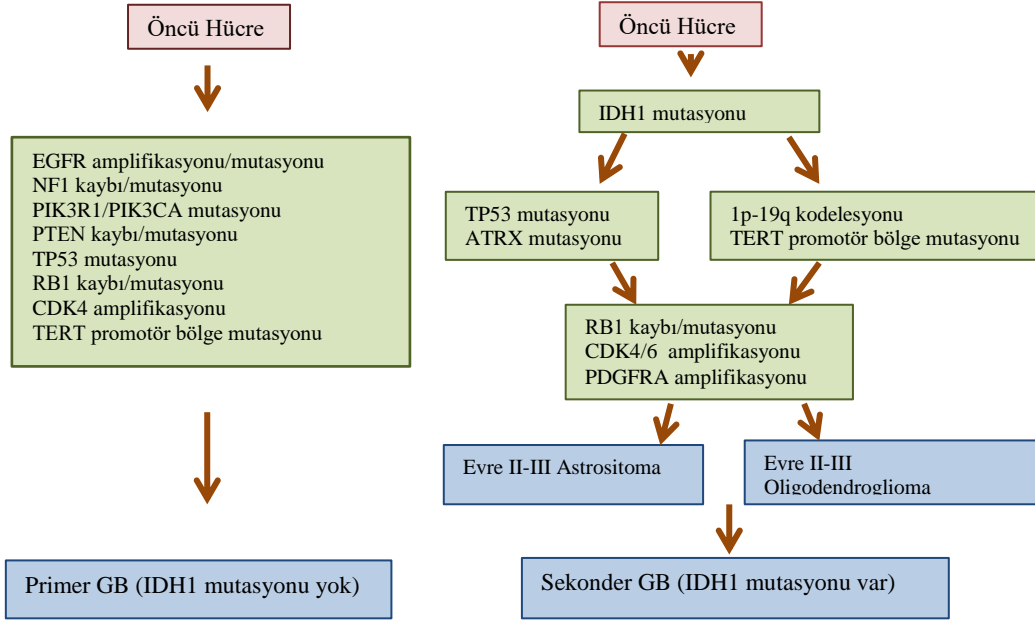 Öncü Hücre
EGFR amplifikasyonu/mutasyonu
NF1 kaybı/mutasyonu
PIK3R1/PIK3CA mutasyonu
PTEN kaybı/mutasyonu
TP53 mutasyonu
RB1 kaybı/mutasyonu
CDK4 amplifikasyonu
TERT promotör bölge mutasyonu
Primer GB (IDH1 mutasyonu yok)
Öncü Hücre
IDH1 mutasyonu
TP53 mutasyonu
ATRX mutasyonu
1p-19q kodelesyonu
TERT promotör bölge mutasyonu
RB1 kaybı/mutasyonu
CDK4/6 amplifikasyonu
PDGFRA amplifikasyonu
Evre II-III Astrositoma
Evre II-III
Oligodendroglioma
Sekonder GB (IDH1 mutasyonu var)